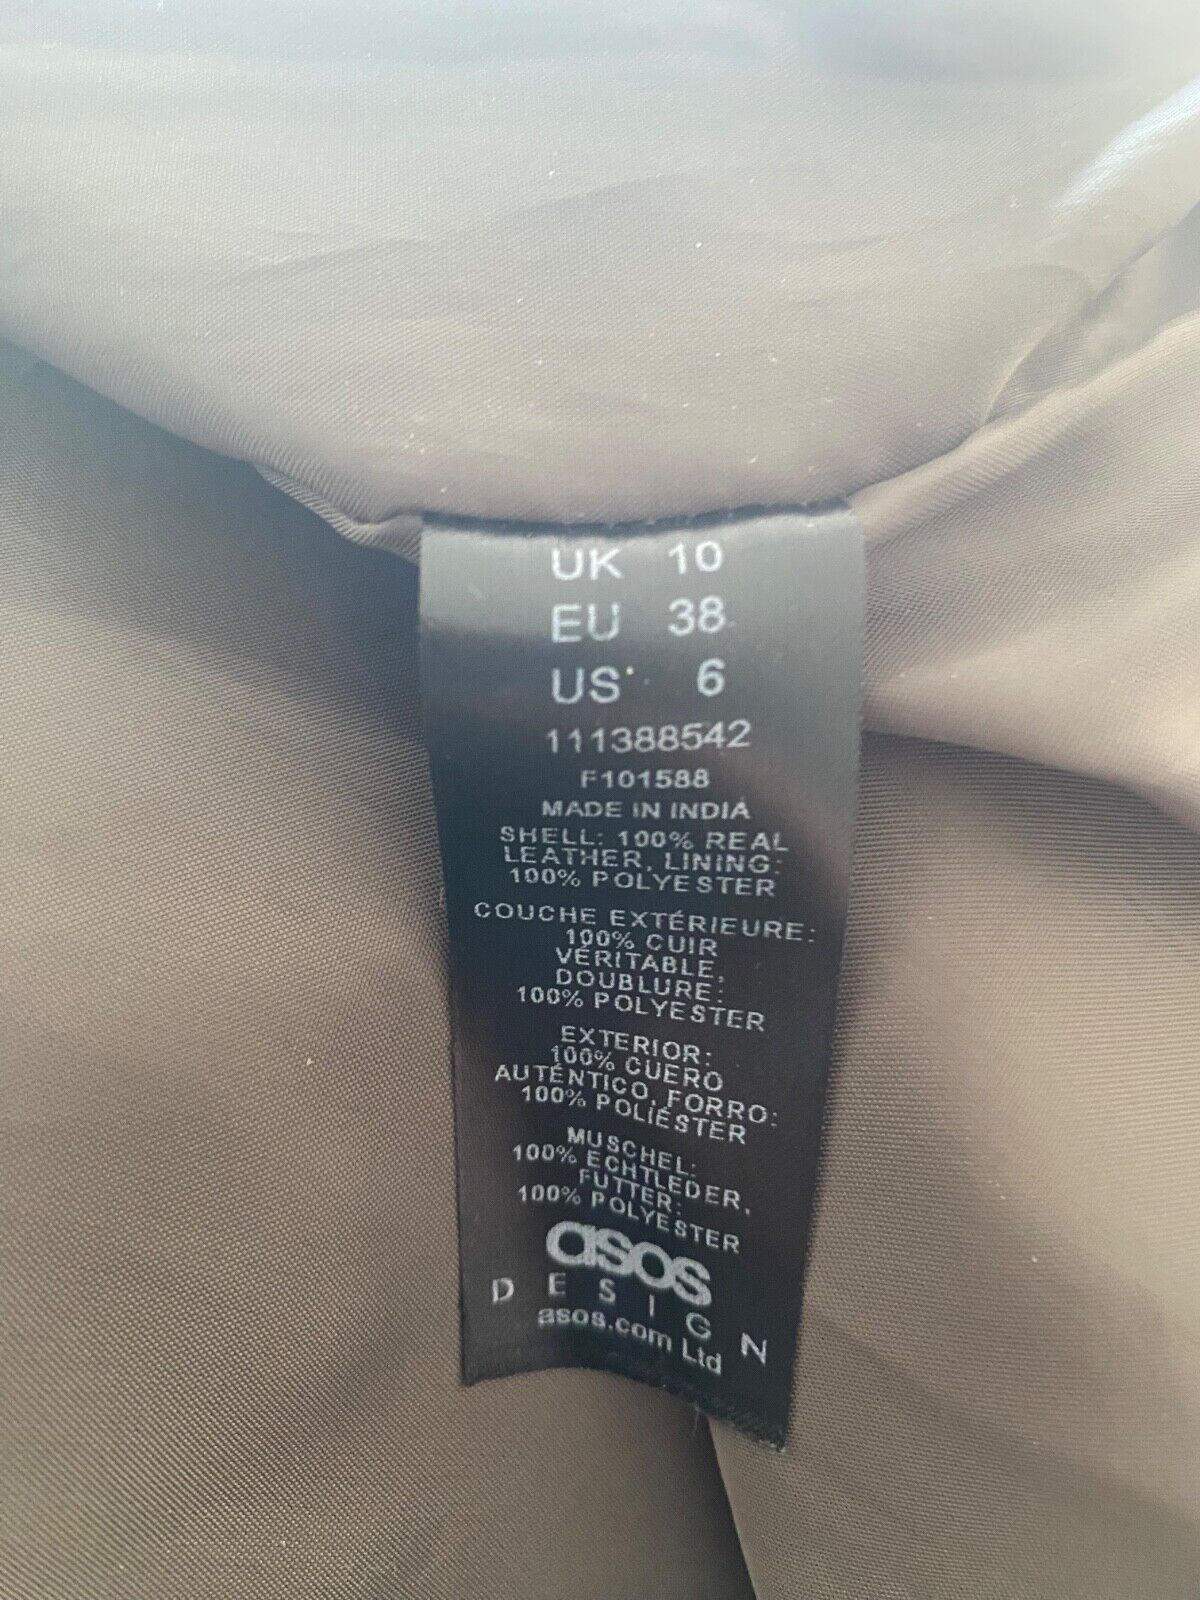 UK 10
EU 38
US 6
111388542
F101588
MADE IN INDIA
SHELL: 100% REAL
LEATHER, LINING:
100% POLYESTER
COUCHE EXTÉRIEURE:
100% CUIR
VÉRITABLE,
DOUBLURE:
100% POLYESTER
EXTERIOR:
100% CUERO
AUTÉNTICO, FORRO:
100% POLIÉSTER
MUSCHEL:
100% ECHTLEDER,
FUTTER:
100% POLYESTER
asos
DESIGN
asos.com Ltd